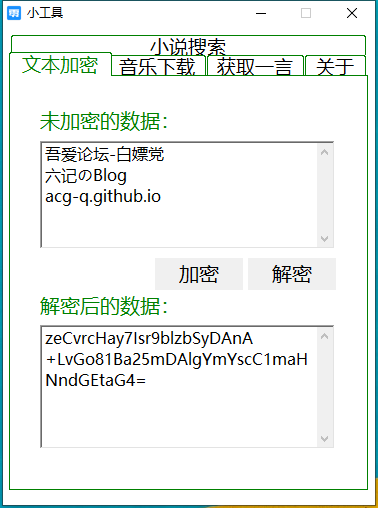 小工具
小说搜索
文本加密 音乐下载 获取一言 关于
未加密的数据：
吾爱论坛-白嫖党
六记のBlog
acg-q.github.io
加密 解密
解密后的数据：
zeCvrcHay7Isr9blzbSyDAnA
+LvGo81Ba25mDAlgYmYscC1maH
NndGEtaG4=